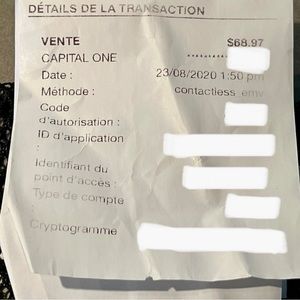 DÉTAILS DE LA TRANSACTION
VENTE $68.97
CAPITAL ONE ************
Date : 23/08/2020 1:50 pm
Méthode : contactless_emv
Code
d'autorisation :
ID d'application
:
Identifiant du
point d'accès :
Type de compte
:
Cryptogramme